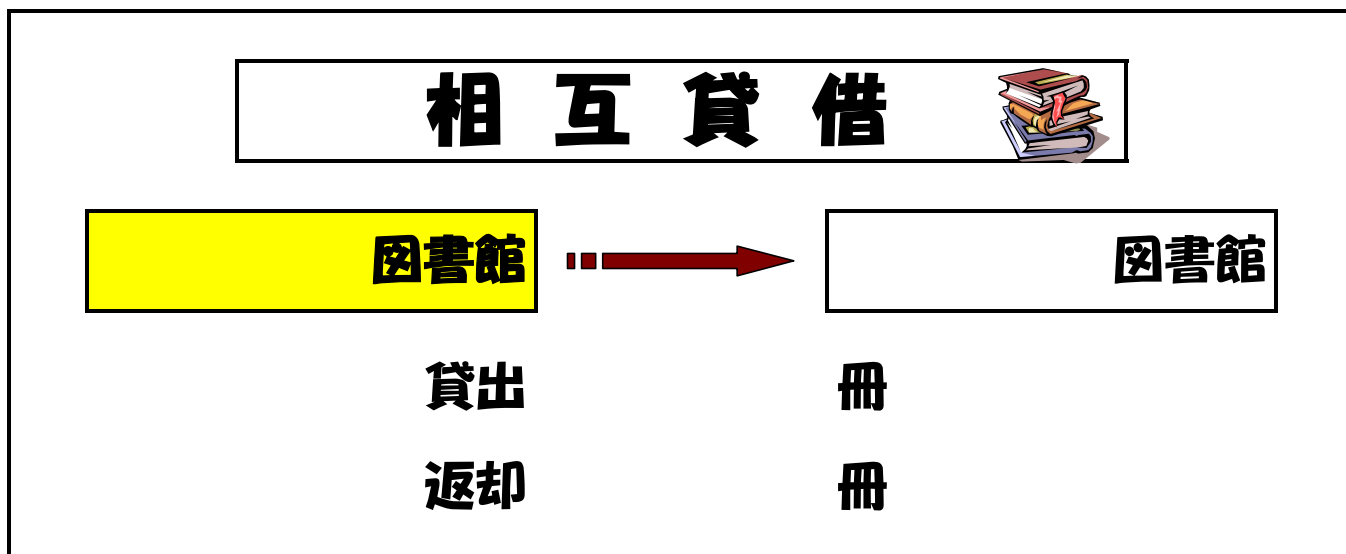 相互貸借
図書館 図書館
貸出 冊
返却 冊